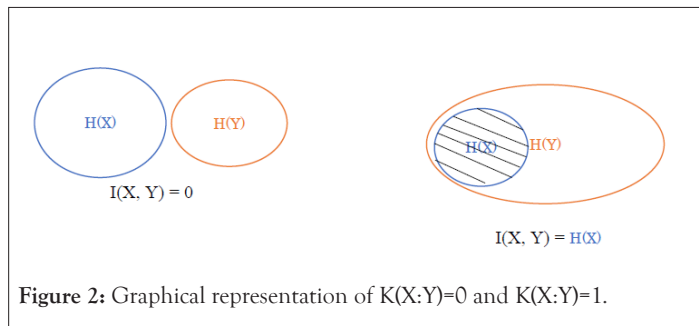 H(X)
H(Y)
I(X, Y) = 0
H(X)
H(Y)
I(X, Y) = H(X)
Figure 2: Graphical representation of K(X:Y)=0 and K(X:Y)=1.